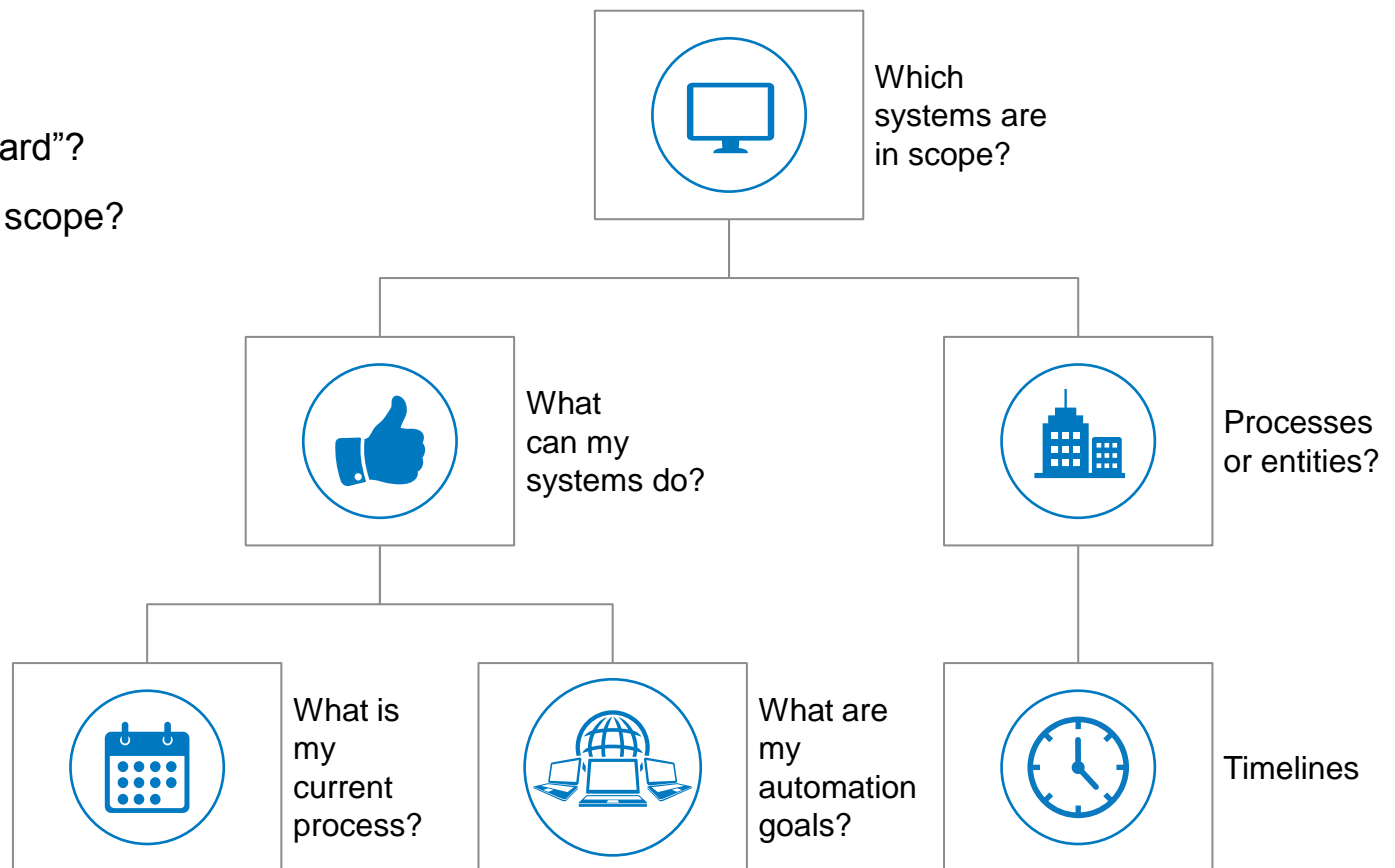 ard”?
scope?
Which
systems are
in scope?
What
can my
systems do?
Processes
or entities?
What is
my
current
process?
What are
my
automation
goals?
Timelines